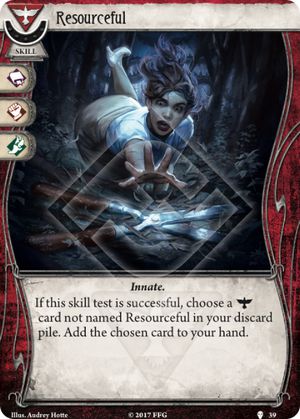 Resourceful
SKILL
Innate.
If this skill test is successful, choose a
card not named Resourceful in your discard
pile. Add the chosen card to your hand.
Illus. Audrey Hotte
© 2017 FFG
39